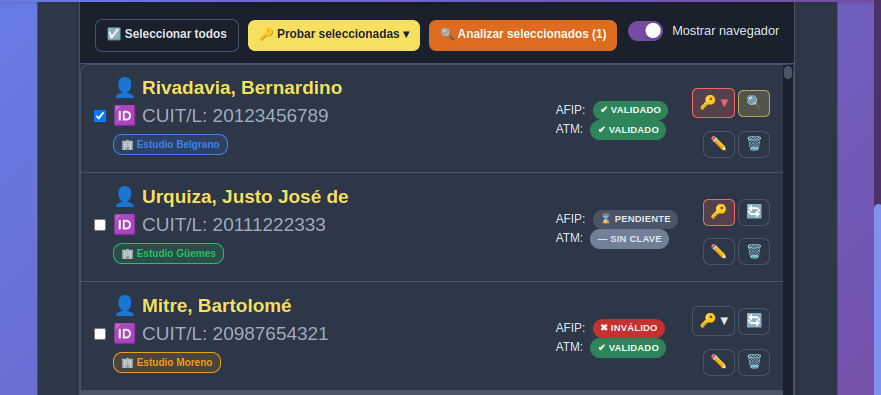 ☑️ Seleccionar todos
🔑 Probar seleccionadas ▾
🔍 Analizar seleccionados (1)
Mostrar navegador
Rivadavia, Bernardino
🆔 CUIT/L: 20123456789
🏢 Estudio Belgrano
AFIP: ✔ VALIDADO
ATM: ✔ VALIDADO
Urquiza, Justo José de
🆔 CUIT/L: 20111222333
🏢 Estudio Güemes
AFIP: ⌛ PENDIENTE
ATM: — SIN CLAVE
Mitre, Bartolomé
🆔 CUIT/L: 20987654321
🏢 Estudio Moreno
AFIP: ✖ INVÁLIDO
ATM: ✔ VALIDADO